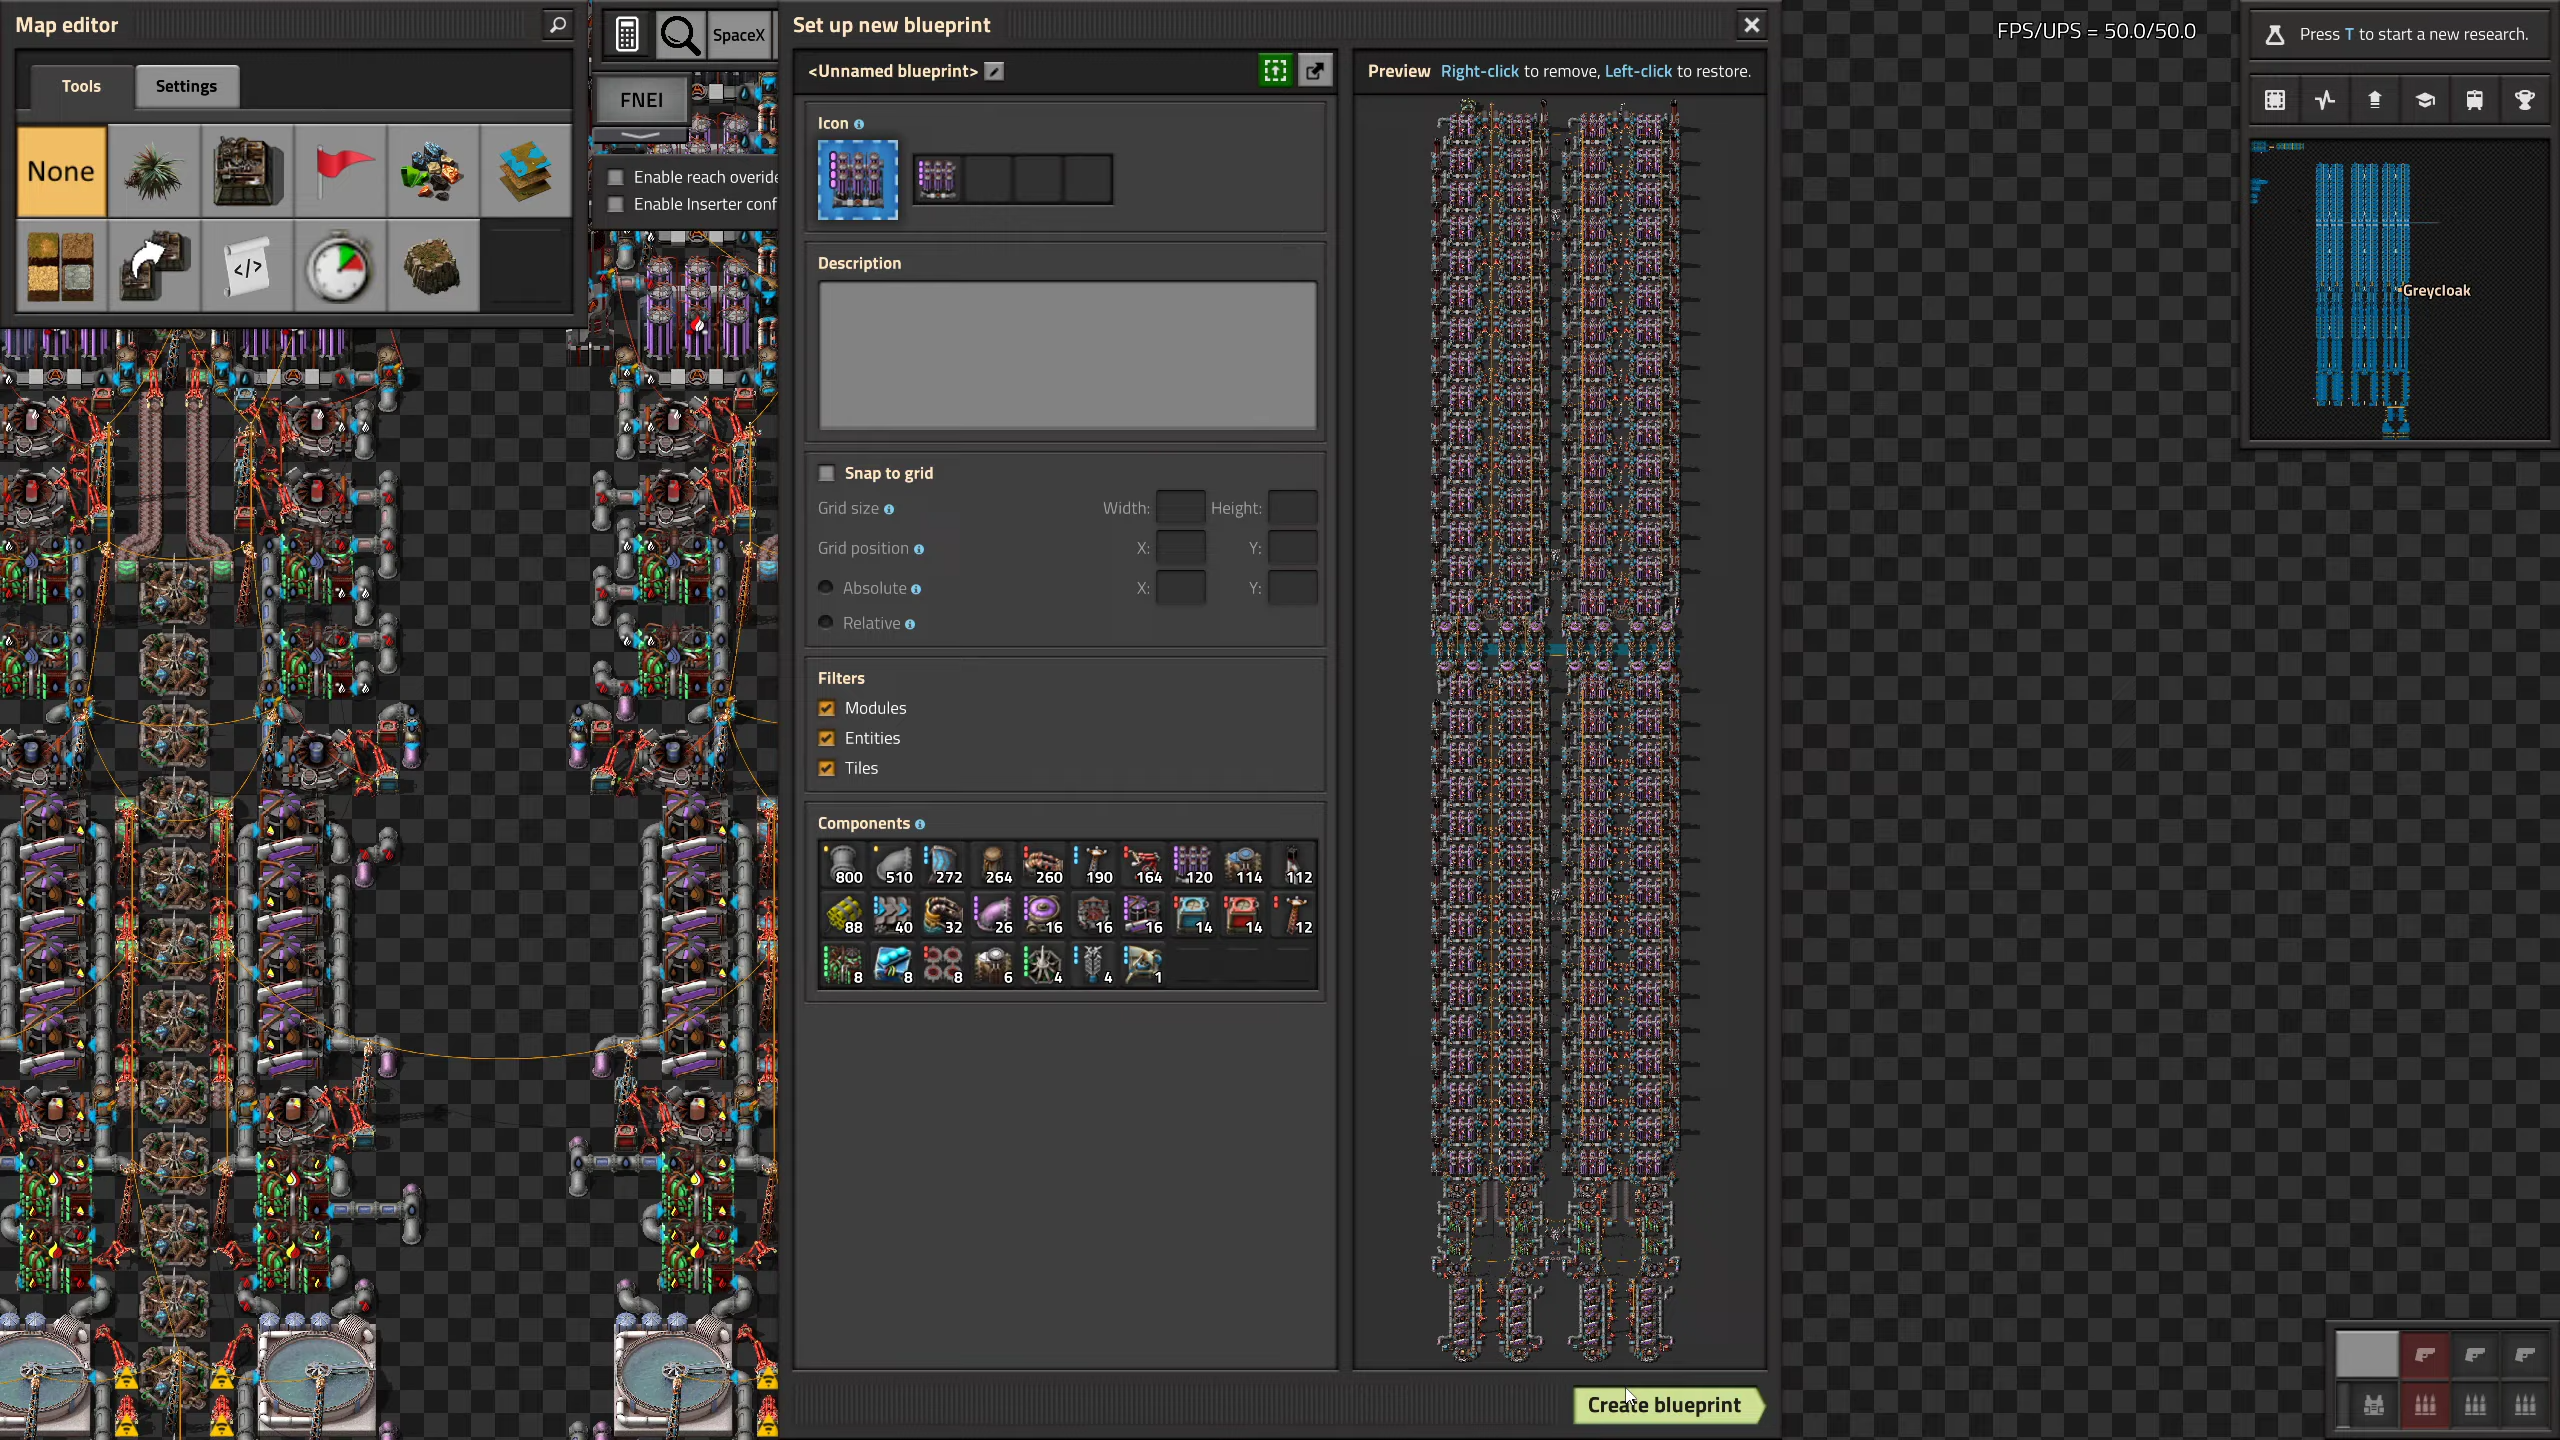 Map editor
Tools
Settings
None
</>
SpaceX
FNEI
Enable reach overide
Enable Inserter conf
Set up new blueprint
<Unnamed blueprint>
Icon
Description
Snap to grid
Grid size
Width:
Height:
Grid position
X:
Y:
Absolute
X:
Y:
Relative
Filters
Modules
Entities
Tiles
Components
800 510 272 264 260 190 164 120 114 112
88 40 32 26 16 16 16 14 14 12
8 8 8 6 4 4 1
Preview Right-click to remove, Left-click to restore.
Create blueprint
FPS/UPS = 50.0/50.0
Press T to start a new research.
Greycloak